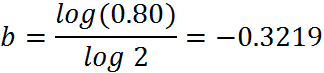 b = log(0.80) / log 2 = −0.3219